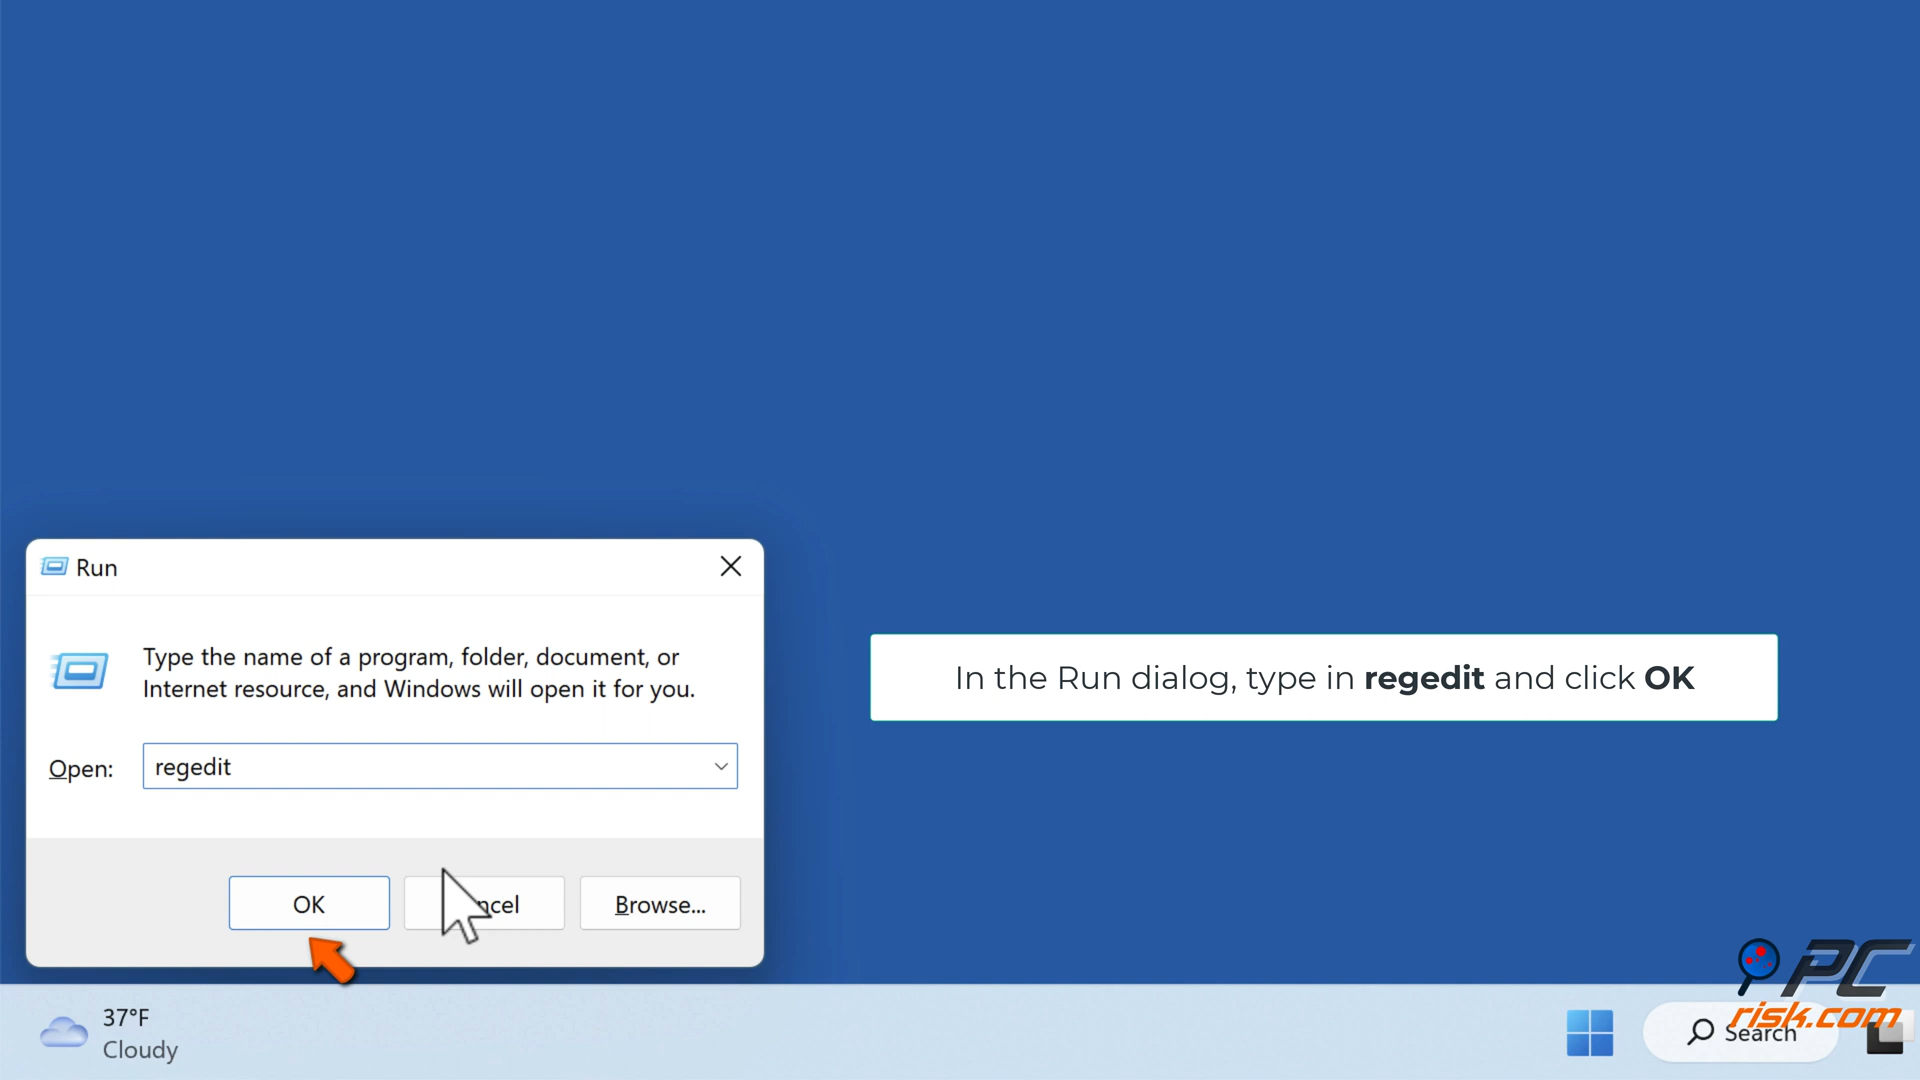 Run
Type the name of a program, folder, document, or
Internet resource, and Windows will open it for you.
Open:
regedit
OK
Browse...
In the Run dialog, type in regedit and click OK
37°F
Cloudy
Search
PC
risk.com